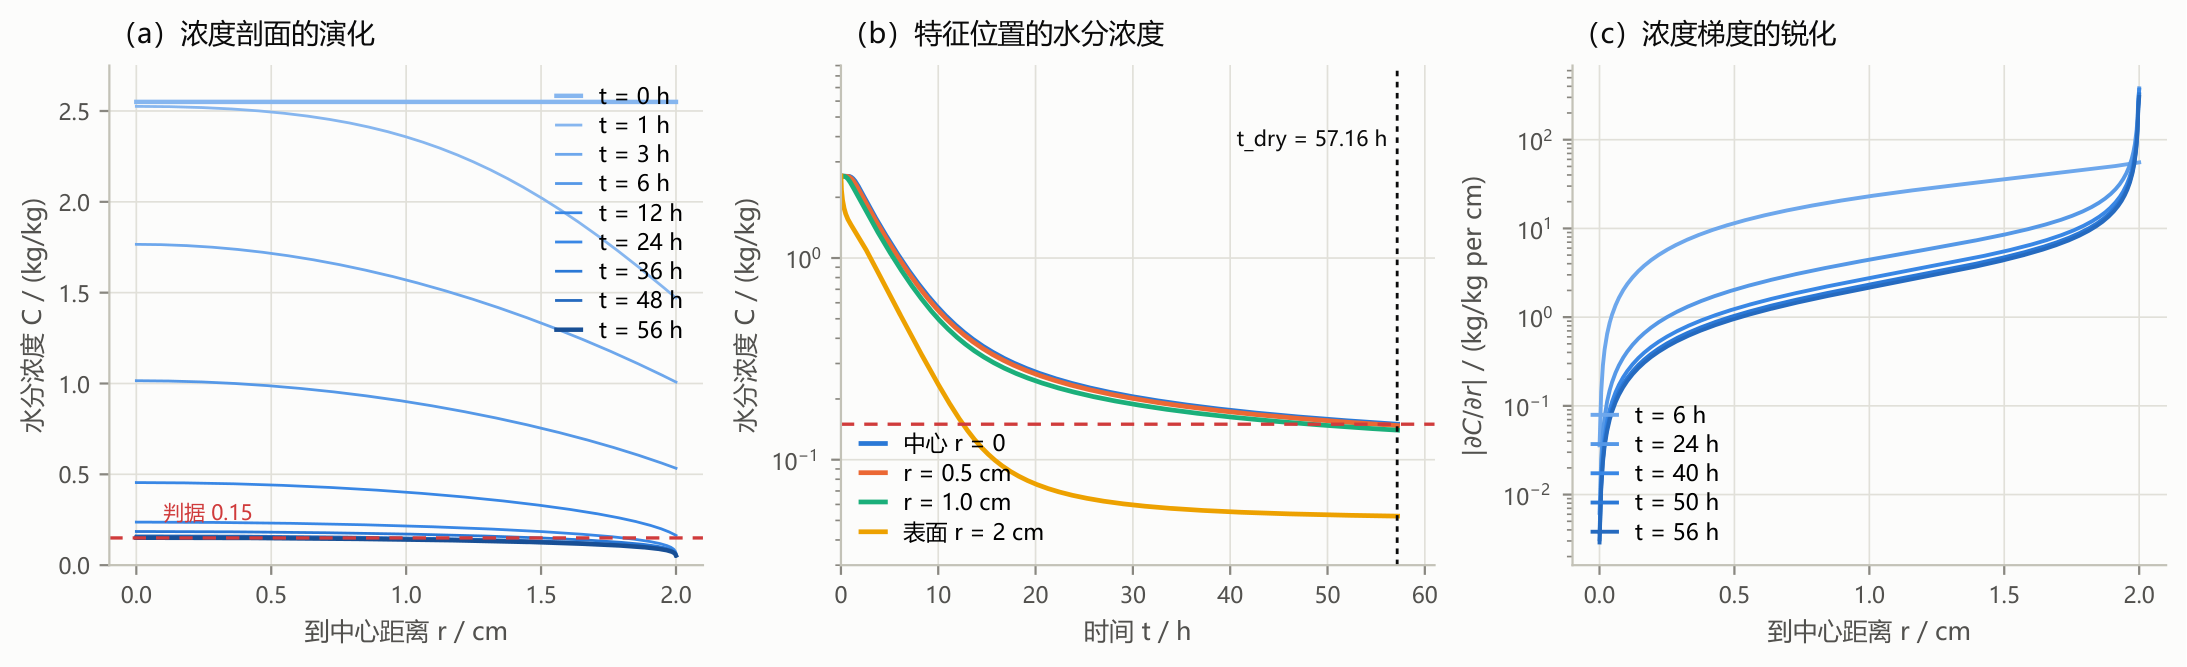 （a）浓度剖面的演化
水分浓度 C / (kg/kg)
2.5
2.0
1.5
1.0
0.5
0.0
t = 0 h
t = 1 h
t = 3 h
t = 6 h
t = 12 h
t = 24 h
t = 36 h
t = 48 h
t = 56 h
判据 0.15
0.0 0.5 1.0 1.5 2.0
到中心距离 r / cm
（b）特征位置的水分浓度
水分浓度 C / (kg/kg)
10⁰
10⁻¹
t_dry = 57.16 h
中心 r = 0
r = 0.5 cm
r = 1.0 cm
表面 r = 2 cm
0 10 20 30 40 50 60
时间 t / h
（c）浓度梯度的锐化
|∂C/∂r| / (kg/kg per cm)
10²
10¹
10⁰
10⁻¹
10⁻²
t = 6 h
t = 24 h
t = 40 h
t = 50 h
t = 56 h
0.0 0.5 1.0 1.5 2.0
到中心距离 r / cm